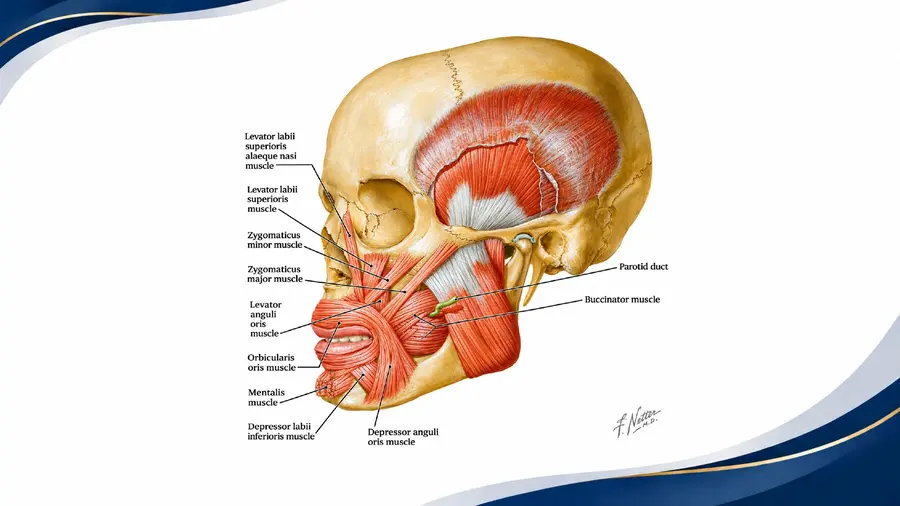 Levator labii
superioris
alaeque nasi
muscle
Levator labii
superioris
muscle
Zygomaticus
minor muscle
Zygomaticus
major muscle
Levator
anguli
oris
muscle
Orbicularis
oris muscle
Mentalis
muscle
Depressor labii
inferioris muscle
Depressor anguli
oris muscle
Parotid duct
Buccinator muscle
F. Netter
M.D.